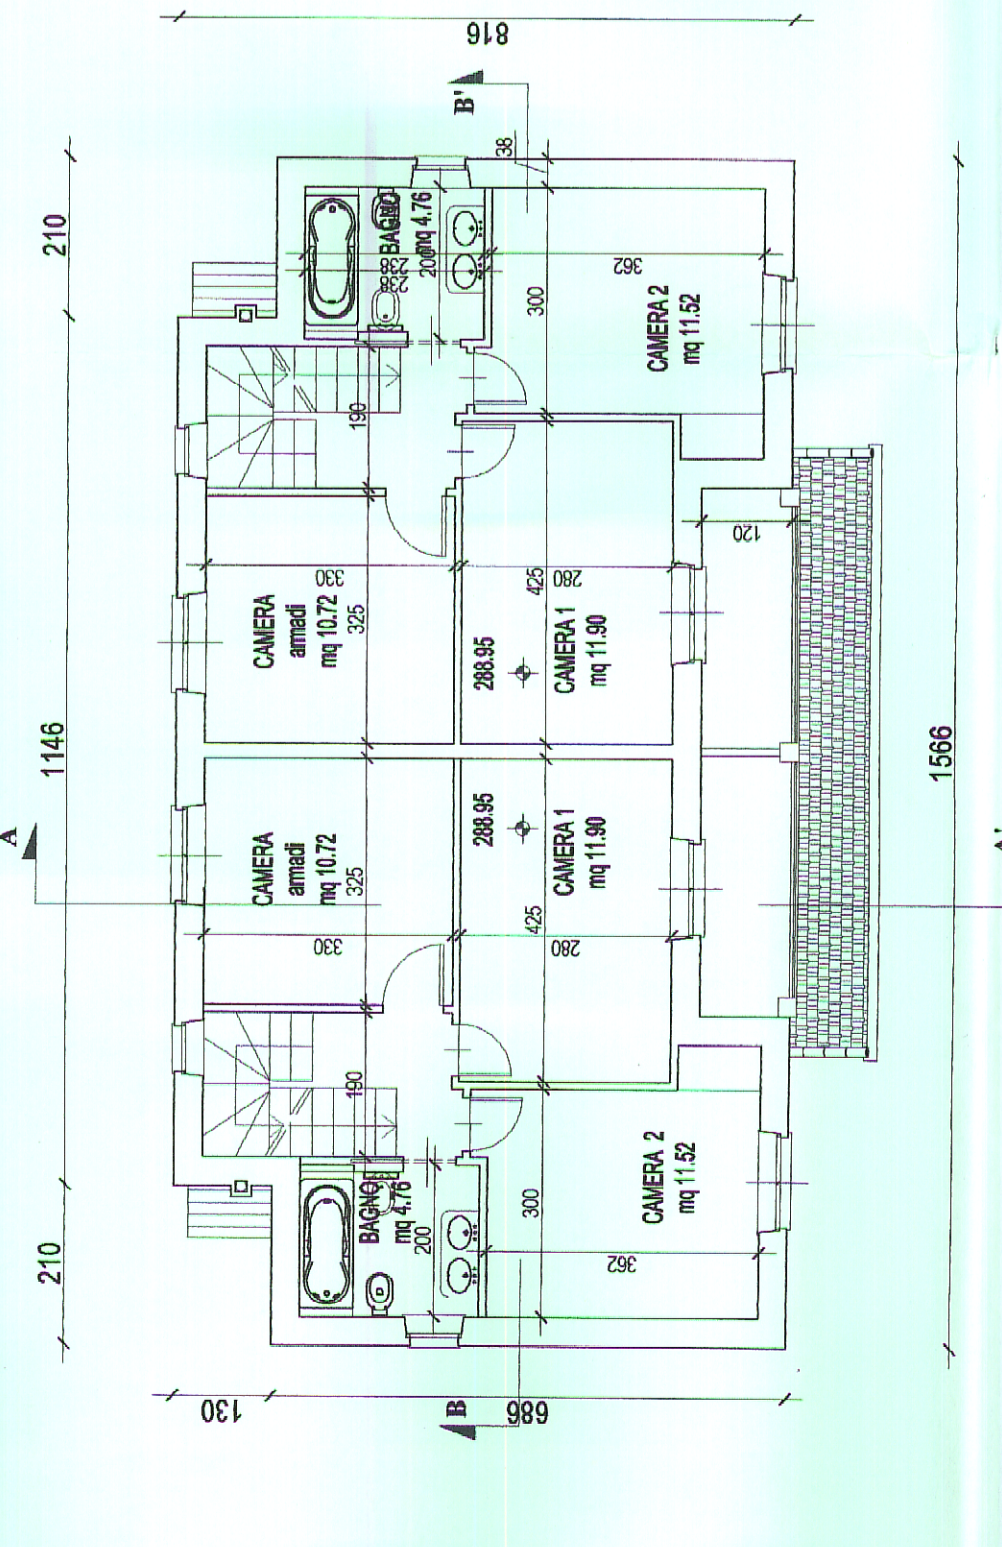 816
B'
38
210
BAGNO
mq 4.76
200
238
238
362
300
CAMERA 2
mq 11.52
190
120
330
CAMERA
armadi
mq 10.72
325
425
280
288.95
CAMERA 1
mq 11.90
1146
1566
A
A'
CAMERA
armadi
mq 10.72
325
330
288.95
CAMERA 1
mq 11.90
425
280
190
BAGNO
mq 4.76
200
300
362
CAMERA 2
mq 11.52
210
130
B
686